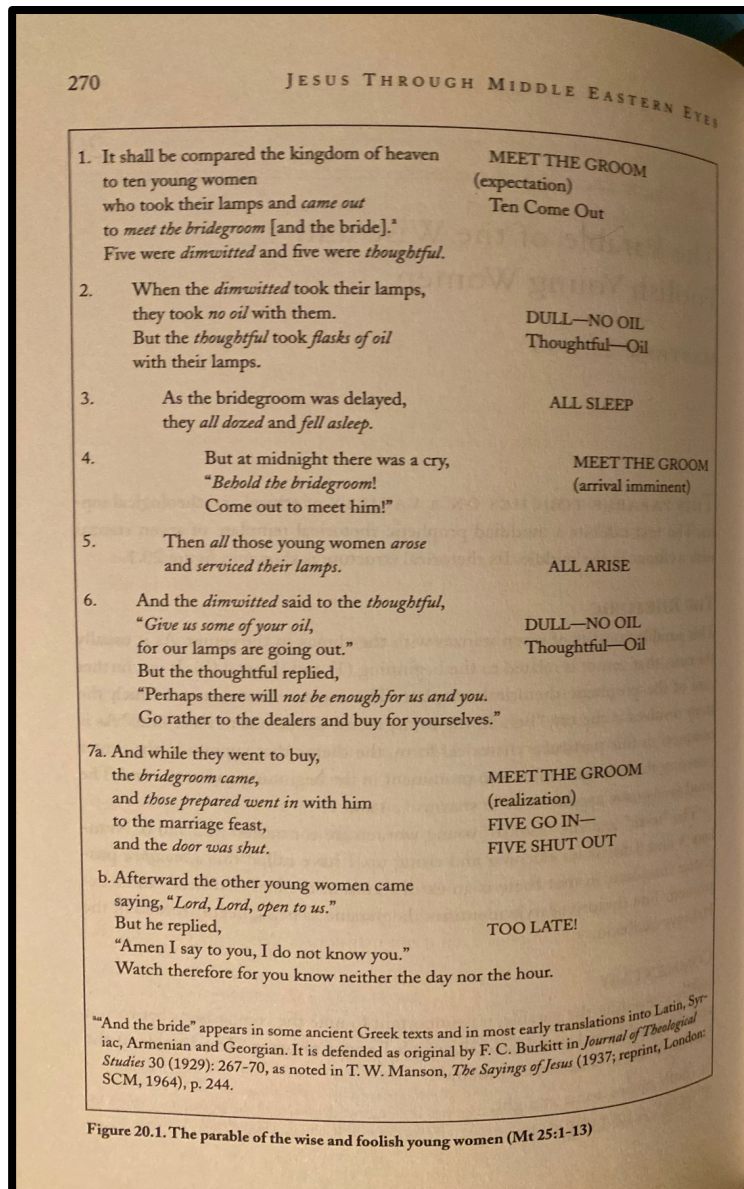 270
JESUS THROUGH MIDDLE EASTERN EYES
1. It shall be compared the kingdom of heaven MEET THE GROOM
to ten young women (expectation)
who took their lamps and came out Ten Come Out
to meet the bridegroom [and the bride].ᵃ
Five were dimwitted and five were thoughtful.
2. When the dimwitted took their lamps,
they took no oil with them. DULL—NO OIL
But the thoughtful took flasks of oil Thoughtful—Oil
with their lamps.
3. As the bridegroom was delayed, ALL SLEEP
they all dozed and fell asleep.
4. But at midnight there was a cry, MEET THE GROOM
“Behold the bridegroom! (arrival imminent)
Come out to meet him!”
5. Then all those young women arose
and serviced their lamps. ALL ARISE
6. And the dimwitted said to the thoughtful,
“Give us some of your oil, DULL—NO OIL
for our lamps are going out.” Thoughtful—Oil
But the thoughtful replied,
“Perhaps there will not be enough for us and you.
Go rather to the dealers and buy for yourselves.”
7a. And while they went to buy,
the bridegroom came, MEET THE GROOM
and those prepared went in with him (realization)
to the marriage feast, FIVE GO IN—
and the door was shut. FIVE SHUT OUT
b. Afterward the other young women came
saying, “Lord, Lord, open to us.”
But he replied, TOO LATE!
“Amen I say to you, I do not know you.”
Watch therefore for you know neither the day nor the hour.
ᵃ“And the bride” appears in some ancient Greek texts and in most early translations into Latin, Syr-
iac, Armenian and Georgian. It is defended as original by F. C. Burkitt in Journal of Theological
Studies 30 (1929): 267-70, as noted in T. W. Manson, The Sayings of Jesus (1937; reprint, London:
SCM, 1964), p. 244.
Figure 20.1. The parable of the wise and foolish young women (Mt 25:1-13)